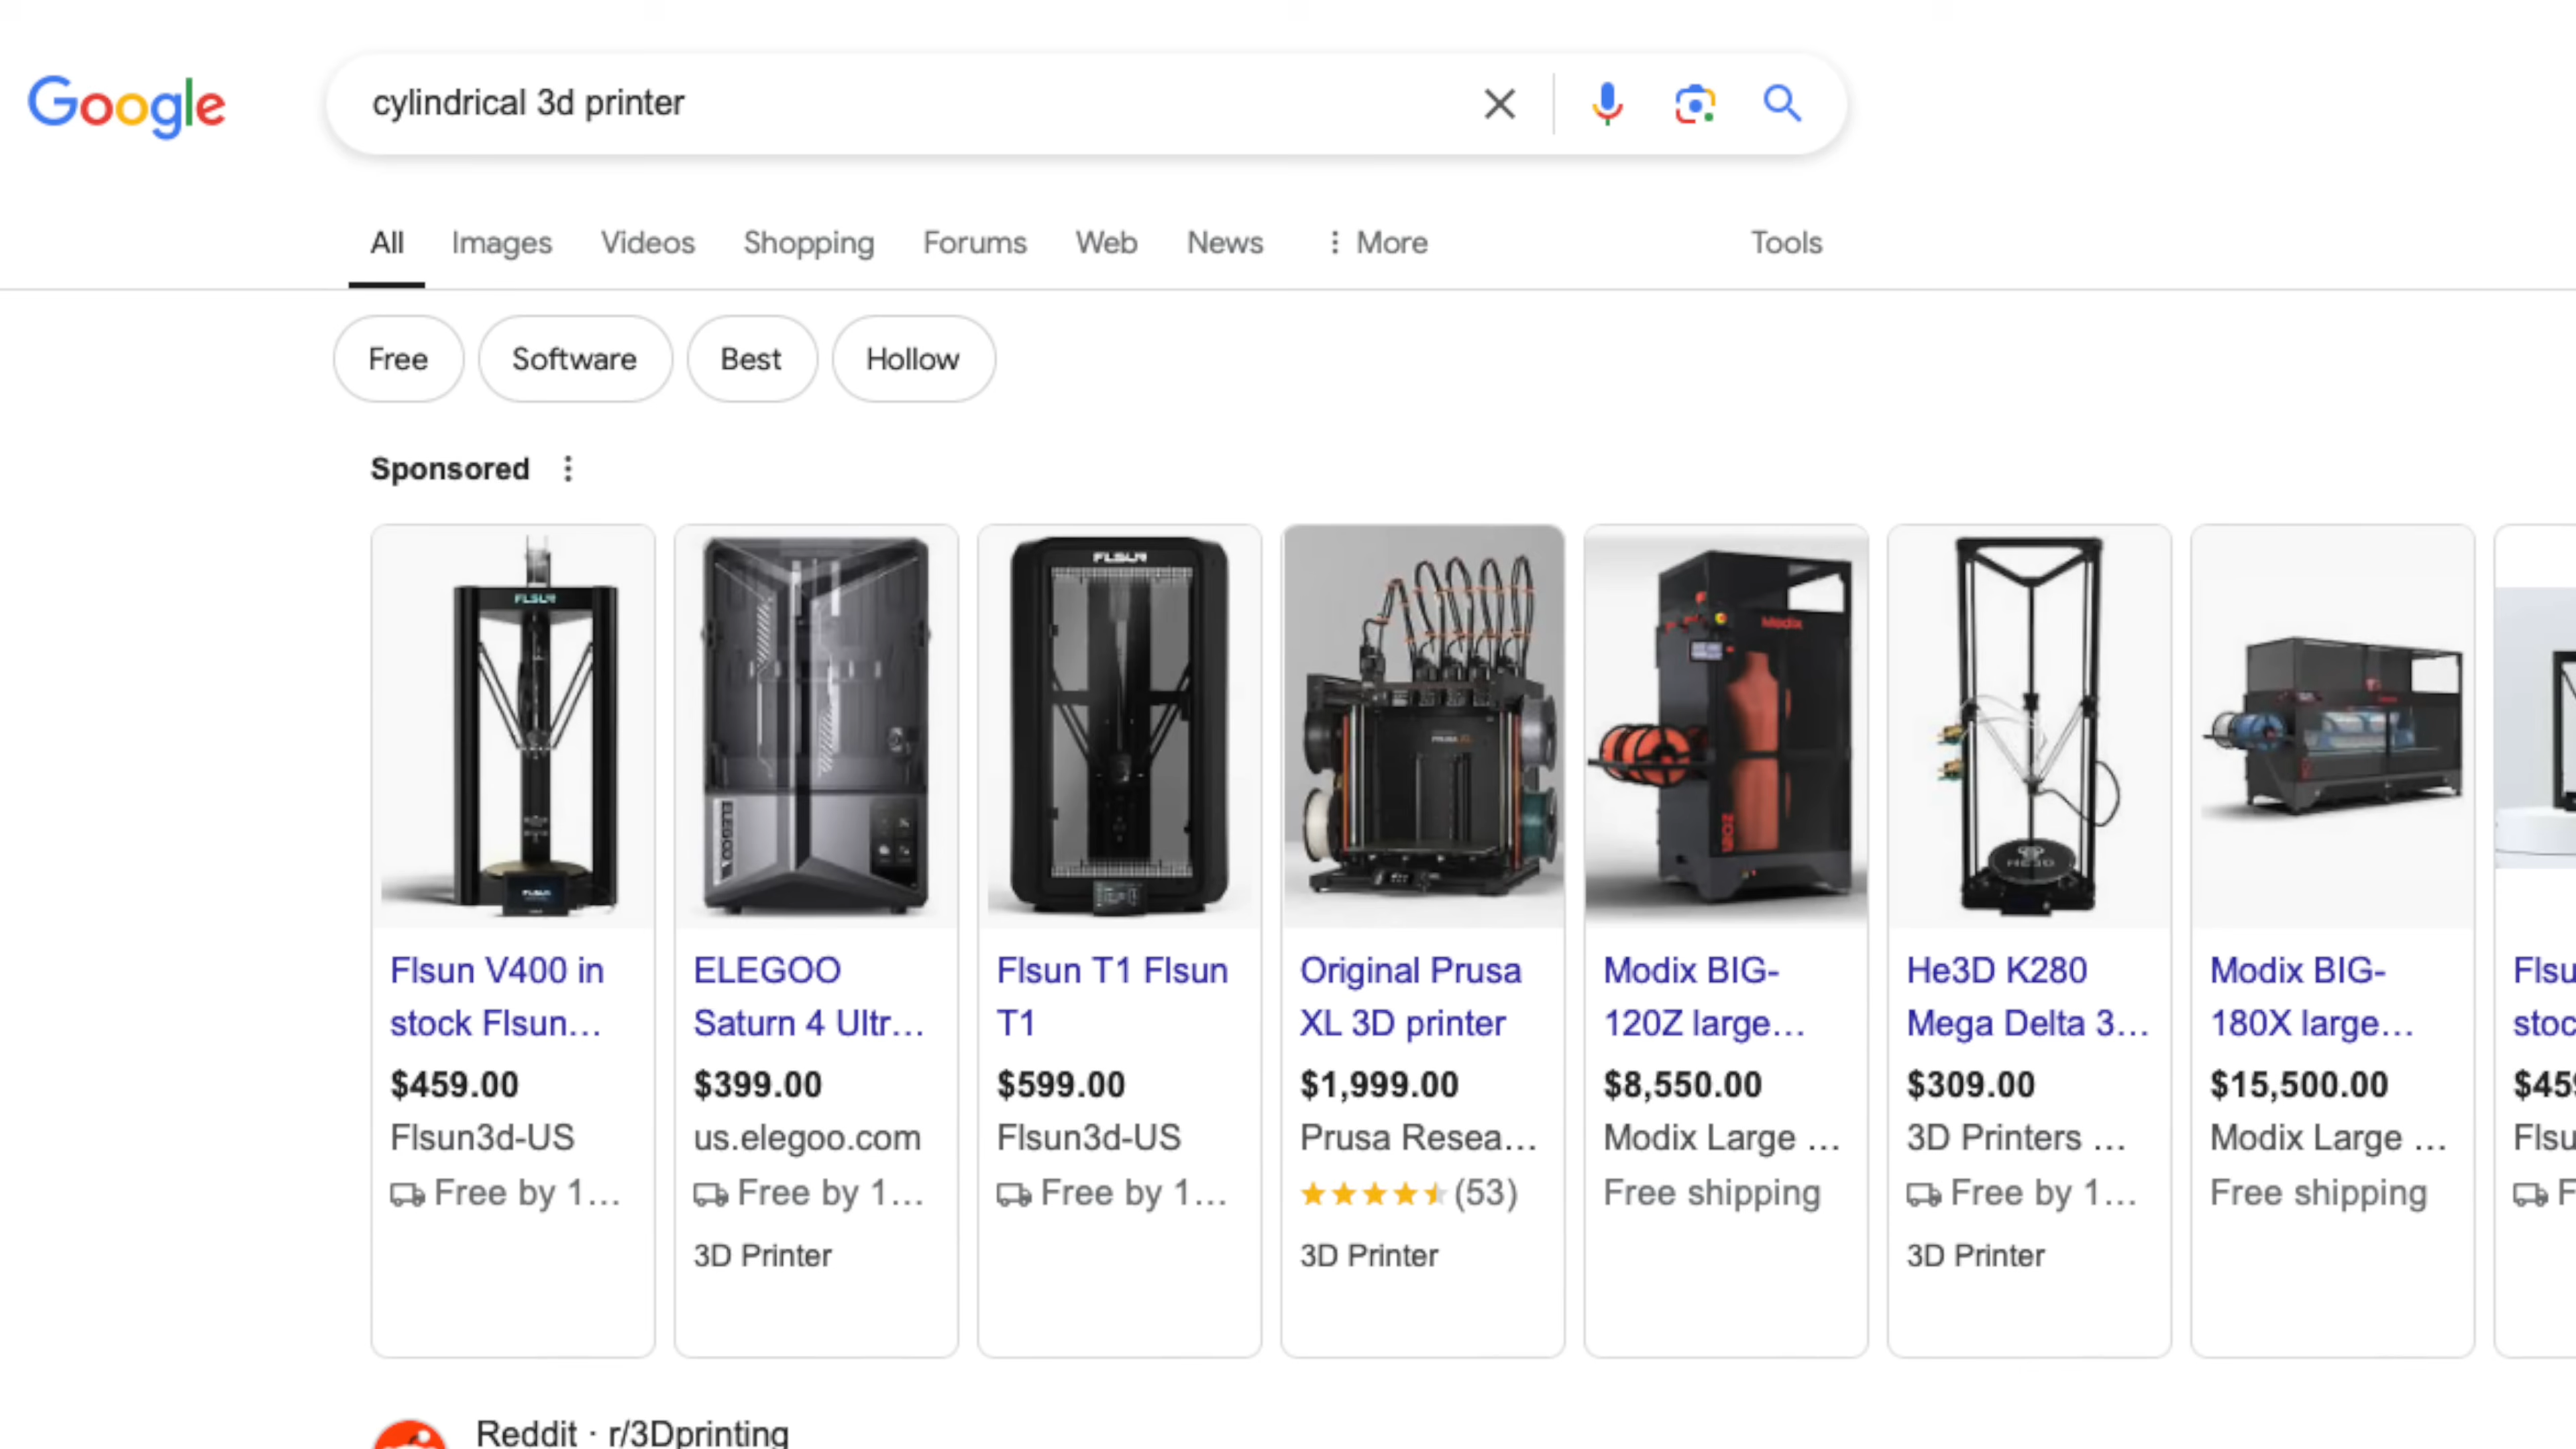 Google
cylindrical 3d printer
All Images Videos Shopping Forums Web News More Tools
Free Software Best Hollow
Sponsored
FLSUN
ELEGOO
FLSUN
Modix
HE3D
Flsun V400 in
stock Flsun...
$459.00
Flsun3d-US
Free by 1...
ELEGOO
Saturn 4 Ultr...
$399.00
us.elegoo.com
Free by 1...
3D Printer
Flsun T1 Flsun
T1
$599.00
Flsun3d-US
Free by 1...
Original Prusa
XL 3D printer
$1,999.00
Prusa Resea...
(53)
3D Printer
Modix BIG-
120Z large...
$8,550.00
Modix Large ...
Free shipping
He3D K280
Mega Delta 3...
$309.00
3D Printers ...
Free by 1...
3D Printer
Modix BIG-
180X large...
$15,500.00
Modix Large ...
Free shipping
Flsu
stoc
$45
Flsu
F
Reddit · r/3Dprinting